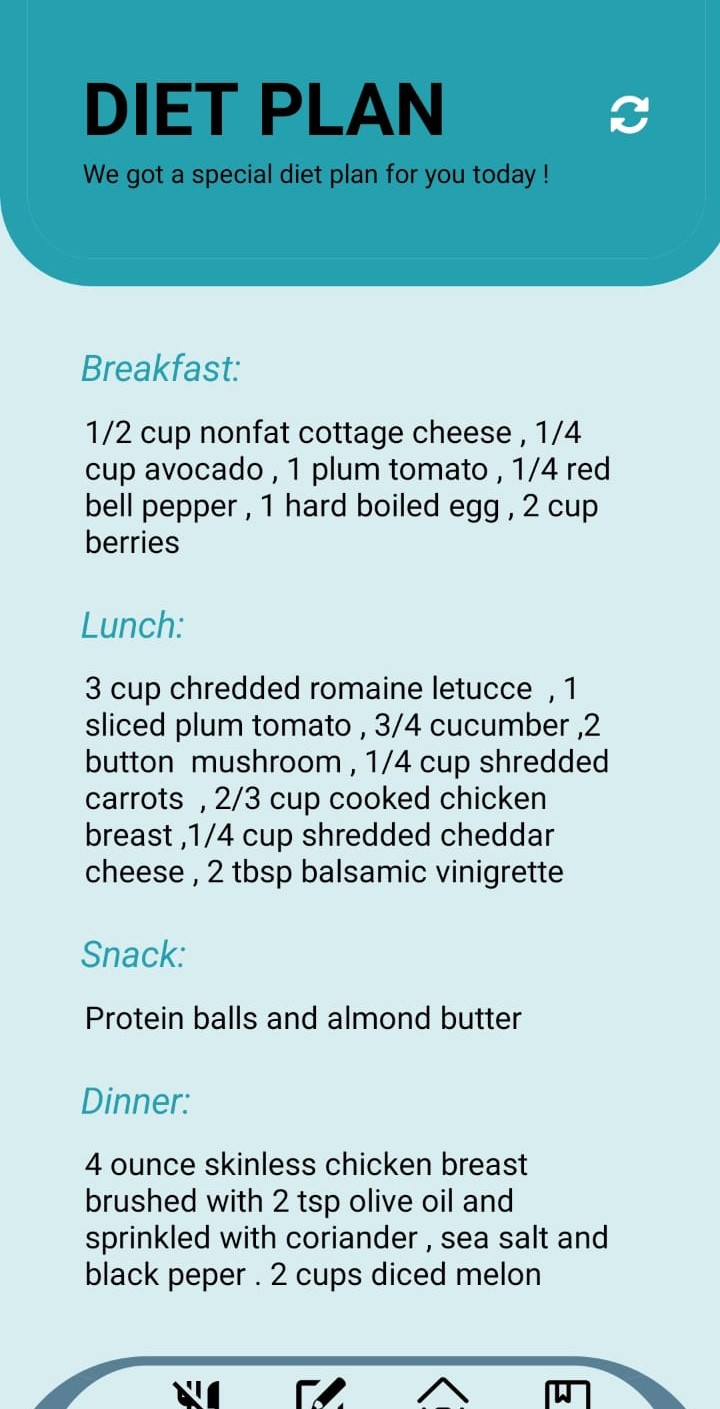 DIET PLAN
We got a special diet plan for you today !
Breakfast:
1/2 cup nonfat cottage cheese , 1/4
cup avocado , 1 plum tomato , 1/4 red
bell pepper , 1 hard boiled egg , 2 cup
berries
Lunch:
3 cup chredded romaine letucce  , 1
sliced plum tomato , 3/4 cucumber ,2
button  mushroom , 1/4 cup shredded
carrots  , 2/3 cup cooked chicken
breast ,1/4 cup shredded cheddar
cheese , 2 tbsp balsamic vinigrette
Snack:
Protein balls and almond butter
Dinner:
4 ounce skinless chicken breast
brushed with 2 tsp olive oil and
sprinkled with coriander , sea salt and
black peper . 2 cups diced melon